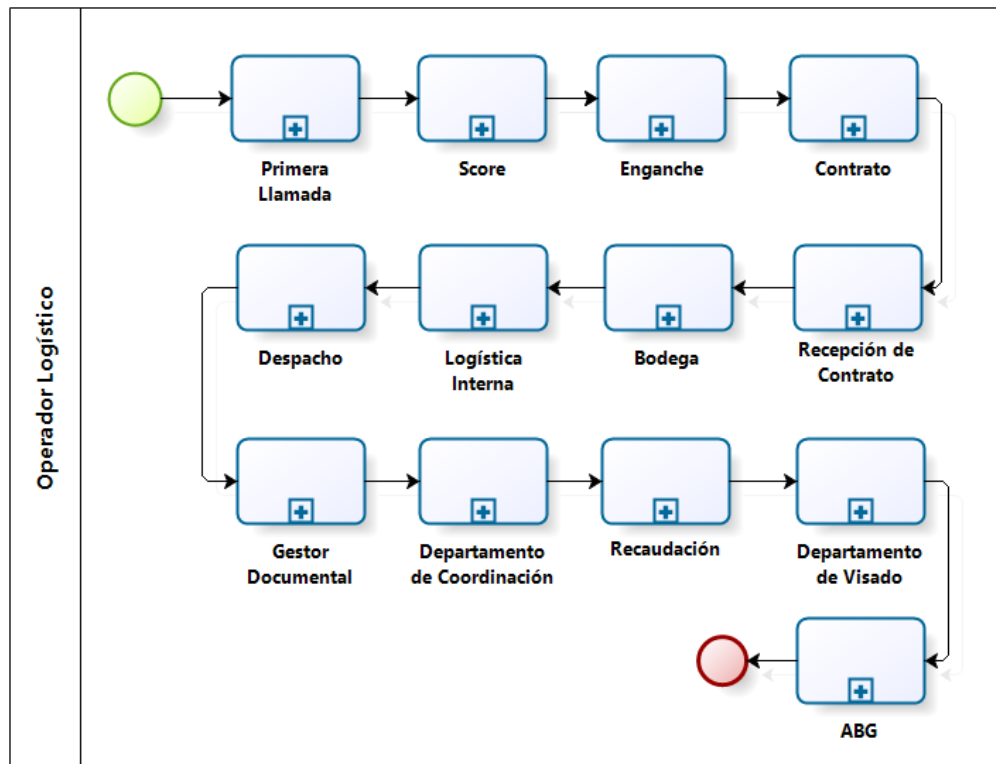 Operador Logístico
Primera
Llamada
Score
Enganche
Contrato
Despacho
Logística
Interna
Bodega
Recepción de
Contrato
Gestor
Documental
Departamento
de Coordinación
Recaudación
Departamento
de Visado
ABG